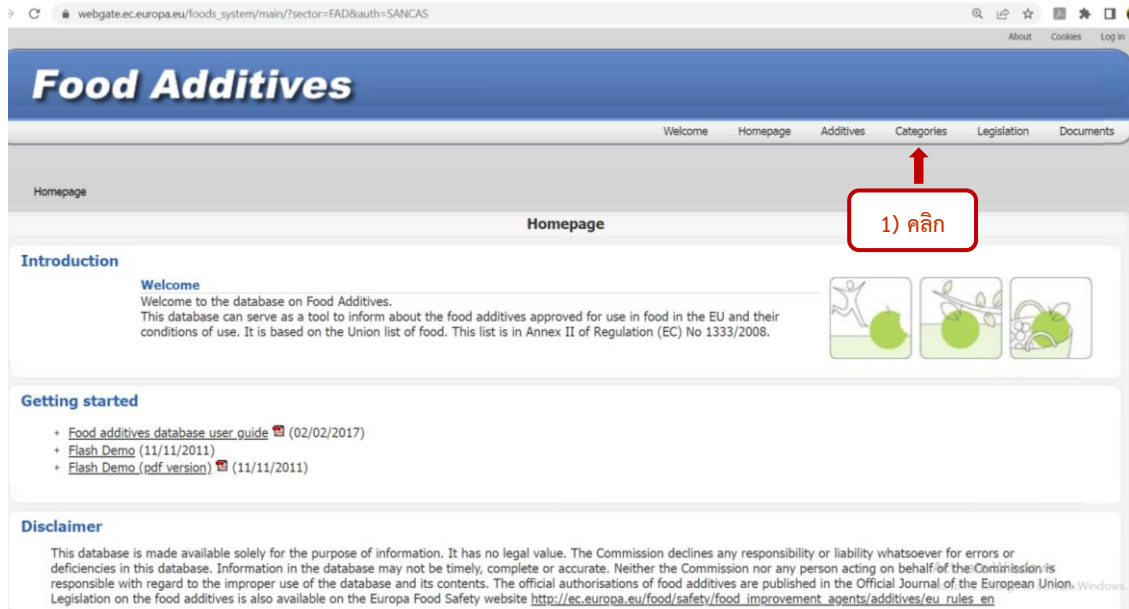 webgate.ec.europa.eu/foods_system/main/?sector=FAD&auth=SANCAS
About Cookies Log in
Food Additives
Welcome Homepage Additives Categories Legislation Documents
Homepage
1) คลิก
Homepage
Introduction
Welcome
Welcome to the database on Food Additives.
This database can serve as a tool to inform about the food additives approved for use in food in the EU and their
conditions of use. It is based on the Union list of food. This list is in Annex II of Regulation (EC) No 1333/2008.
Getting started
Food additives database user guide (02/02/2017)
Flash Demo (11/11/2011)
Flash Demo (pdf version) (11/11/2011)
Disclaimer
This database is made available solely for the purpose of information. It has no legal value. The Commission declines any responsibility or liability whatsoever for errors or
deficiencies in this database. Information in the database may not be timely, complete or accurate. Neither the Commission nor any person acting on behalf of the Commission is
responsible with regard to the improper use of the database and its contents. The official authorisations of food additives are published in the Official Journal of the European Union.
Legislation on the food additives is also available on the Europa Food Safety website http://ec.europa.eu/food/safety/food_improvement_agents/additives/eu_rules_en